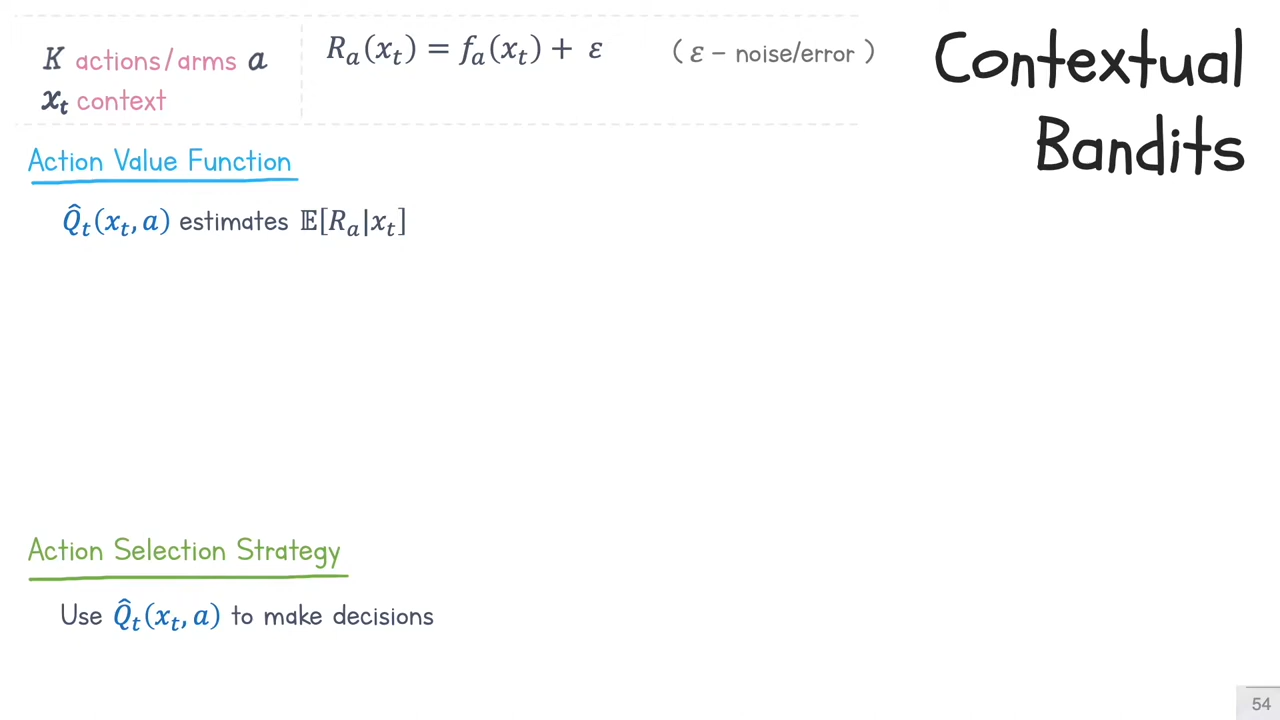 K actions/arms a
x_t context
R_a(x_t) = f_a(x_t) + ε
( ε – noise/error )
Contextual
Bandits
Action Value Function
Q̂_t(x_t, a) estimates 𝔼[R_a|x_t]
Action Selection Strategy
Use Q̂_t(x_t, a) to make decisions
54